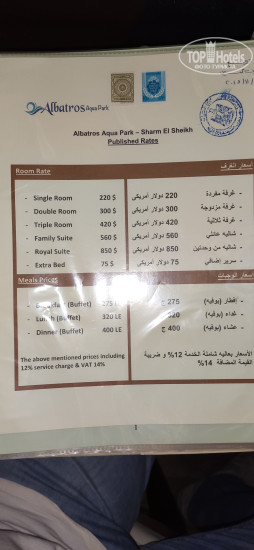 TOP Hotels
Albatros Aqua Park
Albatros Aqua Park – Sharm El Sheikh
Published Rates
Room Rate
أسعار الغرف
- Single Room 220 $
220 دولار أمريكي - غرفة مفردة
- Double Room 300 $
300 دولار أمريكي - غرفة مزدوجة
- Triple Room 420 $
420 دولار أمريكي - غرفة ثلاثية
- Family Suite 560 $
560 دولار أمريكي
- Royal Suite 850 $
850 دولار أمريكي
- Extra Bed 75 $
75 دولار أمريكي - سرير إضافي
Meals Prices
أسعار الوجبات
(Buffet) 275
275 ج - إفطار (بوفيه)
- Lunch (Buffet) 320 LE
320 - غداء (بوفيه)
- Dinner (Buffet) 400 LE
400 ج - عشاء (بوفيه)
The above mentioned prices including
12% service charge & VAT 14%
الأسعار بعاليه شاملة الخدمة 12% و ضريبة
القيمة المضافة 14%
1